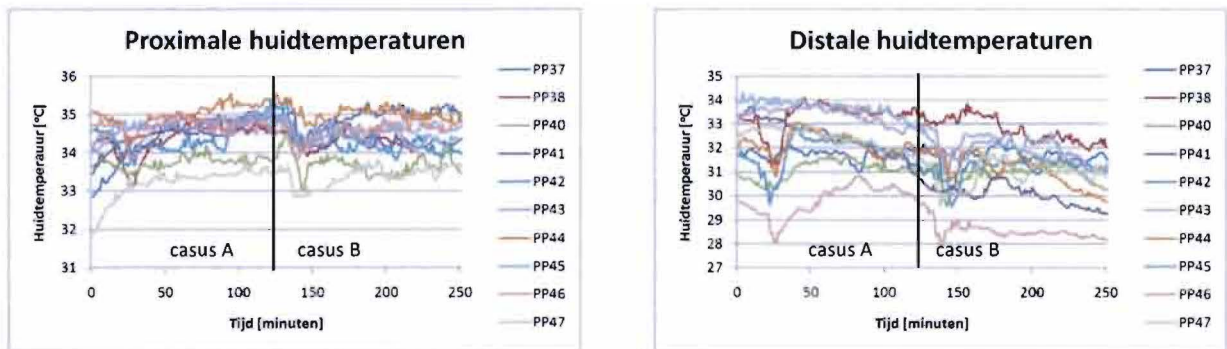 Proximale huidtemperaturen
Huidtemperauur [°C]
36
35
34
33
32
31
casus A
casus B
0
50
100
150
200
250
Tijd [minuten]
PP37
PP38
PP40
PP41
PP42
PP43
PP44
PP45
PP46
PP47
Distale huidtemperaturen
Huidtemperatuur [°C]
35
34
33
32
31
30
29
28
27
casus A
casus B
0
50
100
150
200
250
Tijd [minuten]
PP37
PP38
PP40
PP41
PP42
PP43
PP44
PP45
PP46
PP47